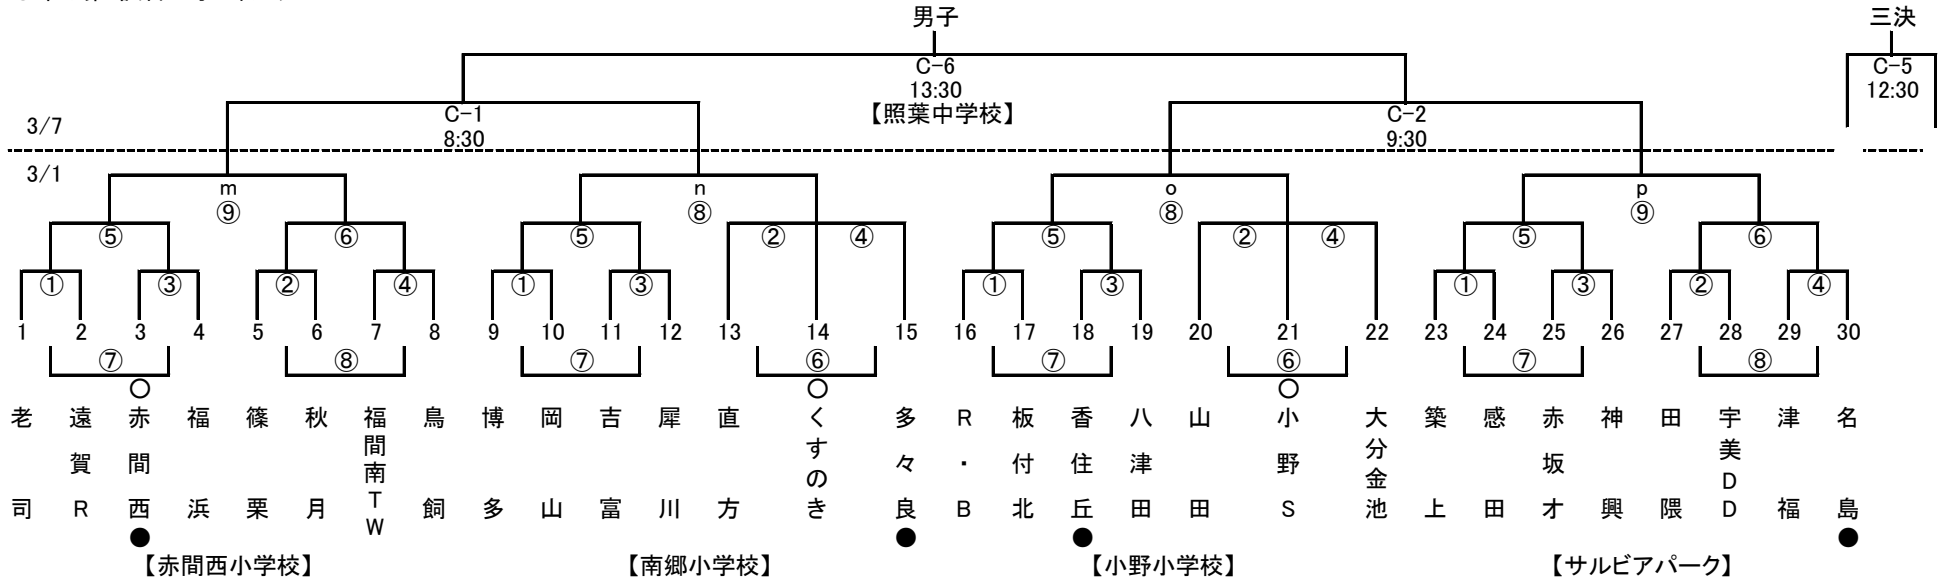 男子
三決
C-6
13:30
【照葉中学校】
C-5
12:30
C-1
8:30
C-2
9:30
3/7
3/1
m
⑨
n
⑧
o
⑧
p
⑨
⑤ ⑥ ⑤ ② ④ ⑤ ② ④ ⑤ ⑥
① ③ ② ④ ① ③ ① ③ ① ③ ② ④
1 2 3 4 5 6 7 8 9 10 11 12 13 14 15 16 17 18 19 20 21 22 23 24 25 26 27 28 29 30
⑦ ⑧ ⑦ ⑥ ⑦ ⑥ ⑦ ⑧
○ ○ ○
老司
遠賀R
赤間西
福浜
篠栗
秋月
福間南TW
鳥飼
博多
岡山
吉富
犀川
直方
くすのき
多々良
R・B
板付北
香住丘
八津田
山田
小野S
大分金池
築上
感田
赤坂才
神興
田隈
宇美DD
津福
名島
● ● ● ●
【赤間西小学校】
【南郷小学校】
【小野小学校】
【サルビアパーク】